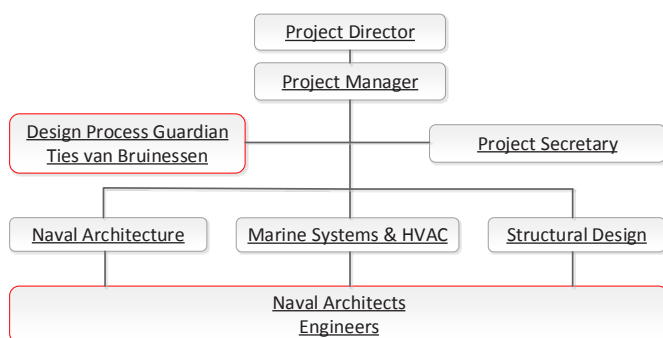 Project Director
Project Manager
Design Process Guardian
Ties van Bruinessen
Project Secretary
Naval Architecture
Marine Systems & HVAC
Structural Design
Naval Architects
Engineers